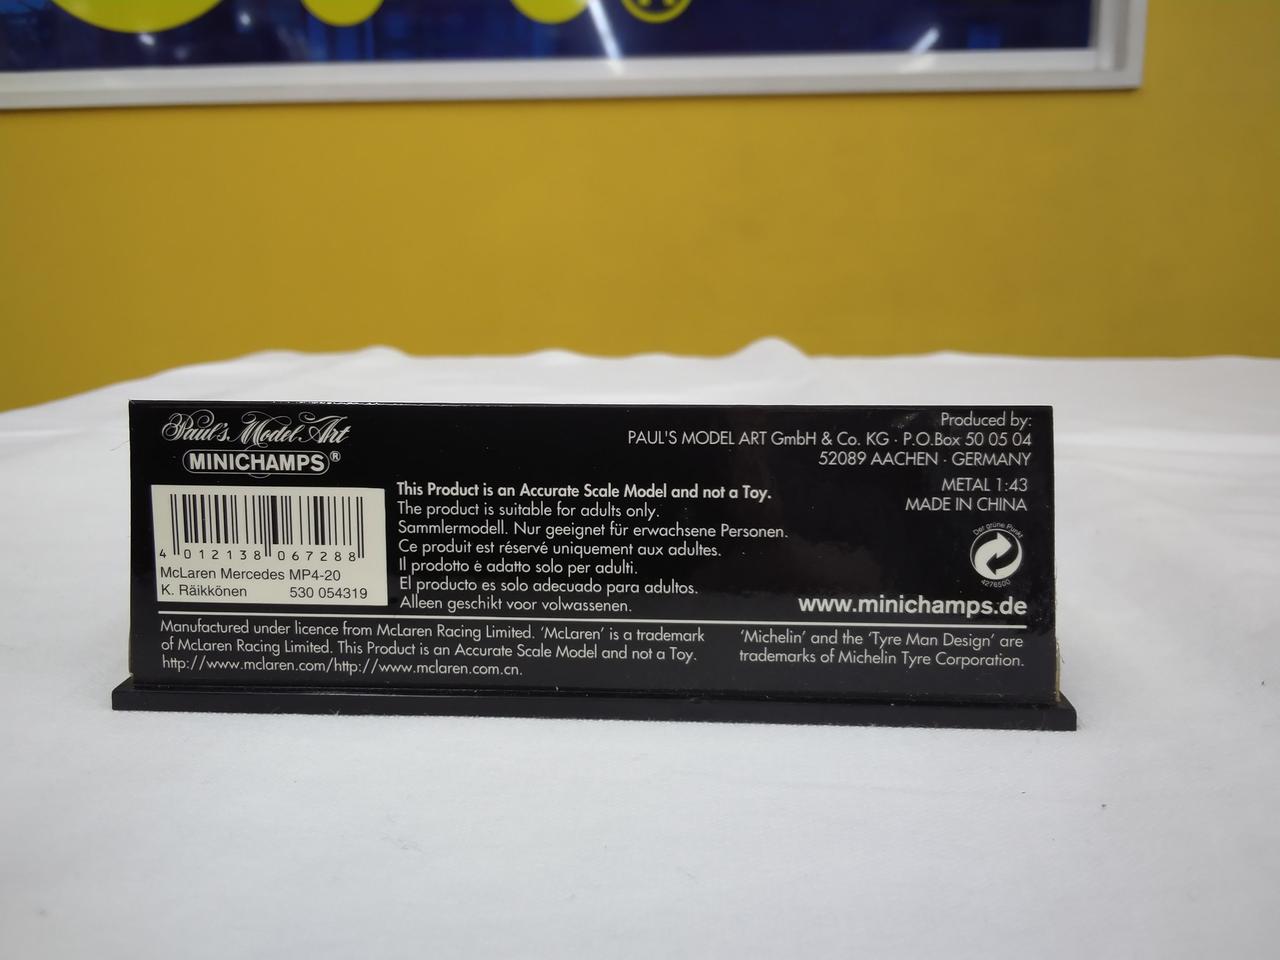 Paul's Model Art
MINICHAMPS®
4 012138 067288
McLaren Mercedes MP4-20
K. Räikkönen 530 054319
This Product is an Accurate Scale Model and not a Toy.
The product is suitable for adults only.
Sammlermodell. Nur geeignet für erwachsene Personen.
Ce produit est réservé uniquement aux adultes.
Il prodotto è adatto solo per adulti.
El producto es solo adecuado para adultos.
Alleen geschikt voor volwassenen.
Produced by:
PAUL'S MODEL ART GmbH & Co. KG · P.O.Box 50 05 04
52089 AACHEN · GERMANY
METAL 1:43
MADE IN CHINA
Der grüne Punkt
4276500
www.minichamps.de
Manufactured under licence from McLaren Racing Limited. 'McLaren' is a trademark
of McLaren Racing Limited. This Product is an Accurate Scale Model and not a Toy.
http://www.mclaren.com/http://www.mclaren.com.cn.
'Michelin' and the 'Tyre Man Design' are
trademarks of Michelin Tyre Corporation.